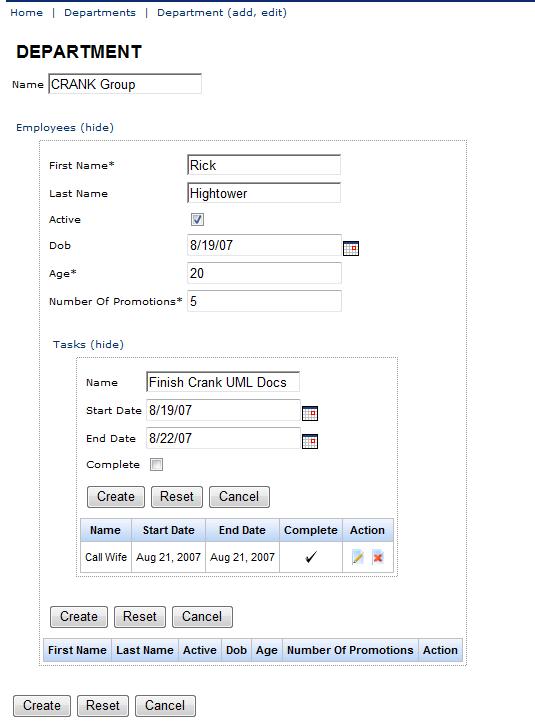 Home | Departments | Department (add, edit)
DEPARTMENT
Name CRANK Group
Employees (hide)
First Name* Rick
Last Name Hightower
Active
Dob 8/19/07
Age* 20
Number Of Promotions* 5
Tasks (hide)
Name Finish Crank UML Docs
Start Date 8/19/07
End Date 8/22/07
Complete
Create Reset Cancel
Name Start Date End Date Complete Action
Call Wife Aug 21, 2007 Aug 21, 2007
Create Reset Cancel
First Name Last Name Active Dob Age Number Of Promotions Action
Create Reset Cancel